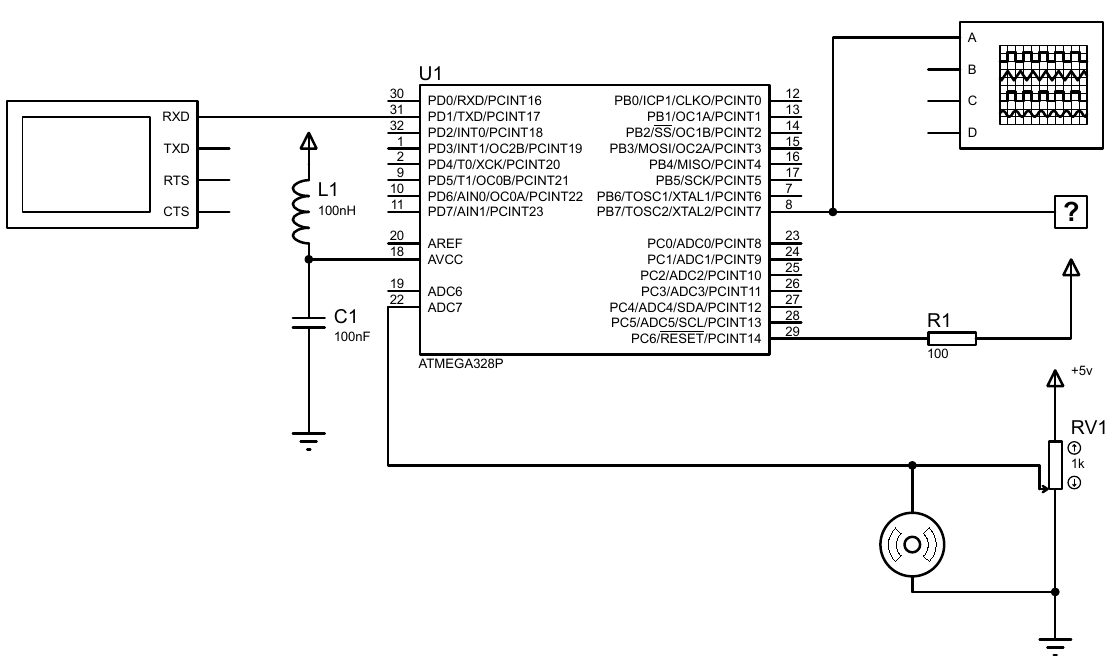 A
B
C
D
RXD
TXD
RTS
CTS
U1
30
31
32
1
2
9
10
11
20
18
19
22
PD0/RXD/PCINT16
PD1/TXD/PCINT17
PD2/INT0/PCINT18
PD3/INT1/OC2B/PCINT19
PD4/T0/XCK/PCINT20
PD5/T1/OC0B/PCINT21
PD6/AIN0/OC0A/PCINT22
PD7/AIN1/PCINT23
AREF
AVCC
ADC6
ADC7
PB0/ICP1/CLKO/PCINT0
PB1/OC1A/PCINT1
PB2/SS/OC1B/PCINT2
PB3/MOSI/OC2A/PCINT3
PB4/MISO/PCINT4
PB5/SCK/PCINT5
PB6/TOSC1/XTAL1/PCINT6
PB7/TOSC2/XTAL2/PCINT7
PC0/ADC0/PCINT8
PC1/ADC1/PCINT9
PC2/ADC2/PCINT10
PC3/ADC3/PCINT11
PC4/ADC4/SDA/PCINT12
PC5/ADC5/SCL/PCINT13
PC6/RESET/PCINT14
12
13
14
15
16
17
7
8
23
24
25
26
27
28
29
ATMEGA328P
L1
100nH
C1
100nF
?
R1
100
+5v
RV1
1k